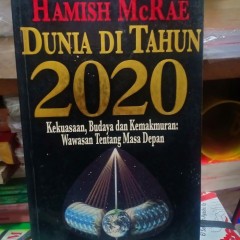 HAMISH MCRAE
DUNIA DI TAHUN
2020
Kekuasaan, Budaya dan Kemakmuran:
Wawasan Tentang Masa Depan